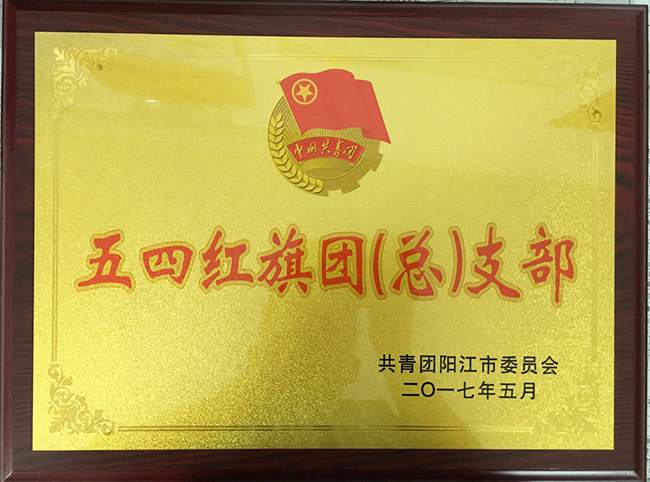 中国共青团
五四红旗团(总)支部
共青团阳江市委员会
二〇一七年五月